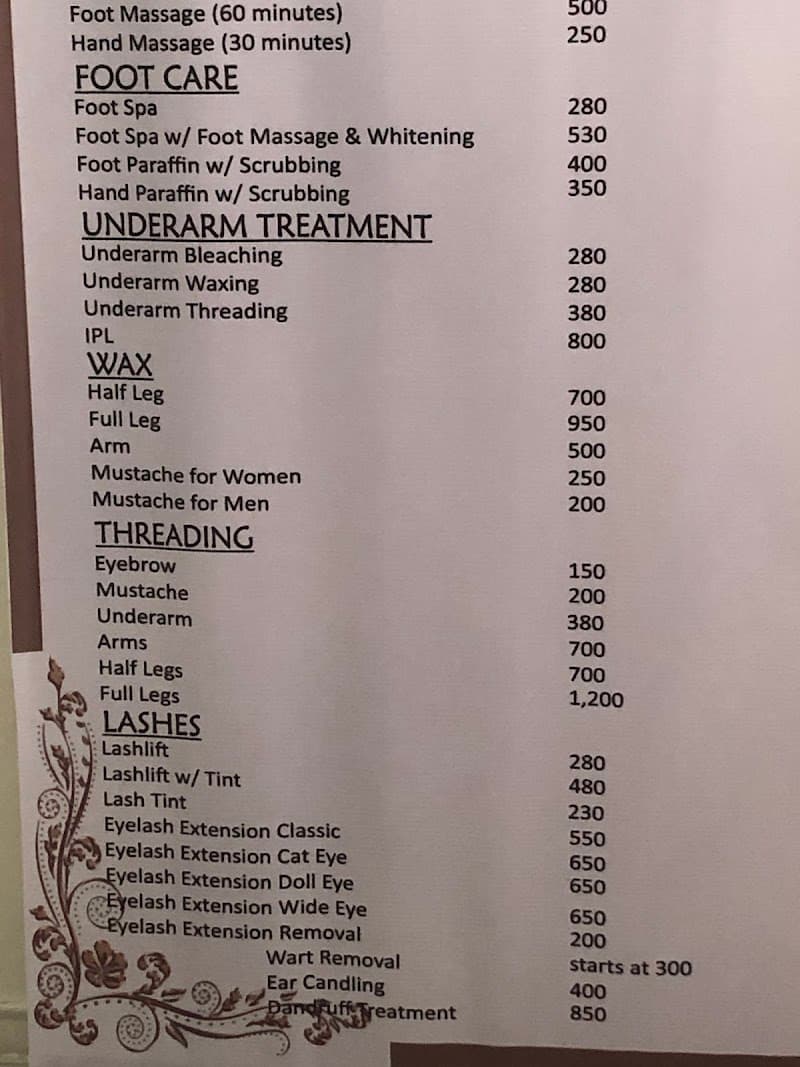 Foot Massage (60 minutes) 500
Hand Massage (30 minutes) 250
FOOT CARE
Foot Spa 280
Foot Spa w/ Foot Massage & Whitening 530
Foot Paraffin w/ Scrubbing 400
Hand Paraffin w/ Scrubbing 350
UNDERARM TREATMENT
Underarm Bleaching 280
Underarm Waxing 280
Underarm Threading 380
IPL 800
WAX
Half Leg 700
Full Leg 950
Arm 500
Mustache for Women 250
Mustache for Men 200
THREADING
Eyebrow 150
Mustache 200
Underarm 380
Arms 700
Half Legs 700
Full Legs 1,200
LASHES
Lashlift 280
Lashlift w/ Tint 480
Lash Tint 230
Eyelash Extension Classic 550
Eyelash Extension Cat Eye 650
Eyelash Extension Doll Eye 650
Eyelash Extension Wide Eye 650
Eyelash Extension Removal 200
Wart Removal starts at 300
Ear Candling 400
Dandruff Treatment 850